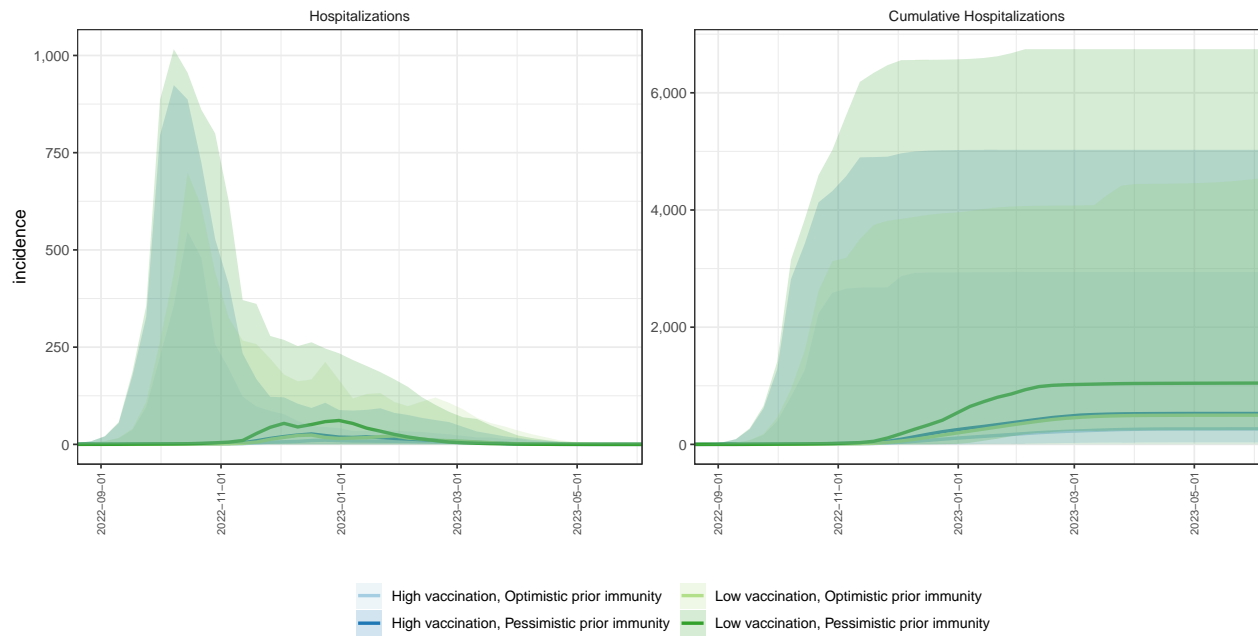 Hospitalizations
Cumulative Hospitalizations
incidence
1,000
750
500
250
0
6,000
4,000
2,000
0
2022−09−01
2022−11−01
2023−01−01
2023−03−01
2023−05−01
2022−09−01
2022−11−01
2023−01−01
2023−03−01
2023−05−01
High vaccination, Optimistic prior immunity
Low vaccination, Optimistic prior immunity
High vaccination, Pessimistic prior immunity
Low vaccination, Pessimistic prior immunity